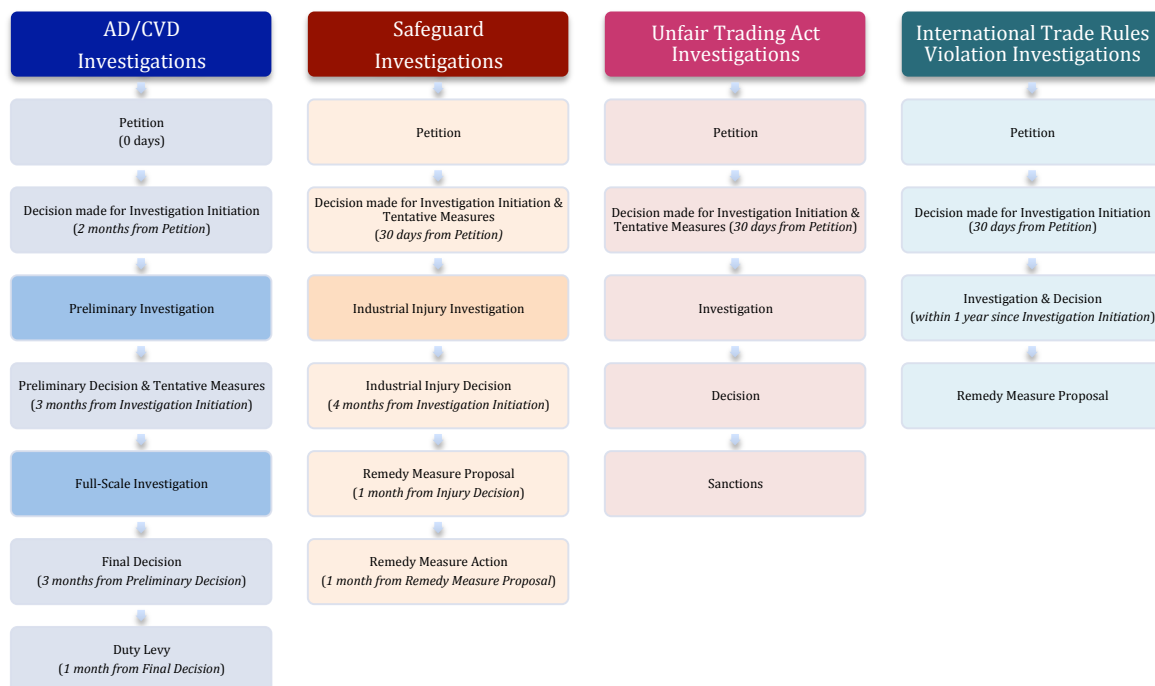 AD/CVD
Investigations
Petition
(0 days)
Decision made for Investigation Initiation
(2 months from Petition)
Preliminary Investigation
Preliminary Decision & Tentative Measures
(3 months from Investigation Initiation)
Full-Scale Investigation
Final Decision
(3 months from Preliminary Decision)
Duty Levy
(1 month from Final Decision)
Safeguard
Investigations
Petition
Decision made for Investigation Initiation &
Tentative Measures
(30 days from Petition)
Industrial Injury Investigation
Industrial Injury Decision
(4 months from Investigation Initiation)
Remedy Measure Proposal
(1 month from Injury Decision)
Remedy Measure Action
(1 month from Remedy Measure Proposal)
Unfair Trading Act
Investigations
Petition
Decision made for Investigation Initiation &
Tentative Measures (30 days from Petition)
Investigation
Decision
Sanctions
International Trade Rules
Violation Investigations
Petition
Decision made for Investigation Initiation
(30 days from Petition)
Investigation & Decision
(within 1 year since Investigation Initiation)
Remedy Measure Proposal